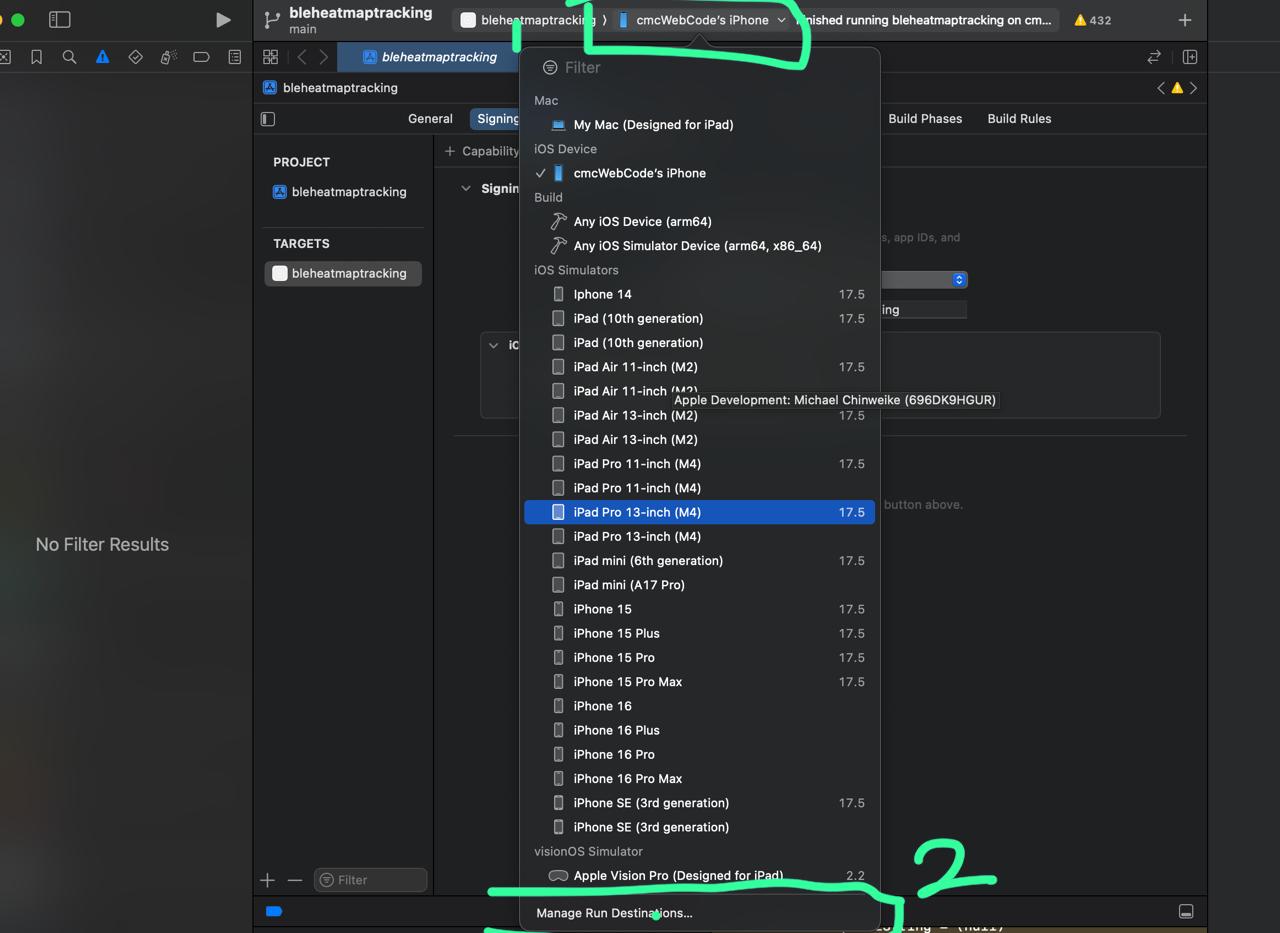 bleheatmaptracking
main
bleheatmaptracking
cmcWebCode's iPhone
Finished running bleheatmaptracking on cm...
432
bleheatmaptracking
bleheatmaptracking
General
Signing
Build Phases
Build Rules
Filter
Mac
My Mac (Designed for iPad)
iOS Device
cmcWebCode's iPhone
Build
Any iOS Device (arm64)
Any iOS Simulator Device (arm64, x86_64)
iOS Simulators
Iphone 14 17.5
iPad (10th generation) 17.5
iPad (10th generation)
iPad Air 11-inch (M2) 17.5
iPad Air 11-inch (M2)
Apple Development: Michael Chinweike (696DK9HGUR)
iPad Air 13-inch (M2) 17.5
iPad Air 13-inch (M2)
iPad Pro 11-inch (M4) 17.5
iPad Pro 11-inch (M4)
iPad Pro 13-inch (M4) 17.5
iPad Pro 13-inch (M4)
iPad mini (6th generation) 17.5
iPad mini (A17 Pro)
iPhone 15 17.5
iPhone 15 Plus 17.5
iPhone 15 Pro 17.5
iPhone 15 Pro Max 17.5
iPhone 16
iPhone 16 Plus
iPhone 16 Pro
iPhone 16 Pro Max
iPhone SE (3rd generation) 17.5
iPhone SE (3rd generation)
visionOS Simulator
Apple Vision Pro (Designed for iPad) 2.2
Manage Run Destinations...
PROJECT
bleheatmaptracking
TARGETS
bleheatmaptracking
+ Capability
Signin
s, app IDs, and
ing
button above.
No Filter Results
Filter
2
= (null)